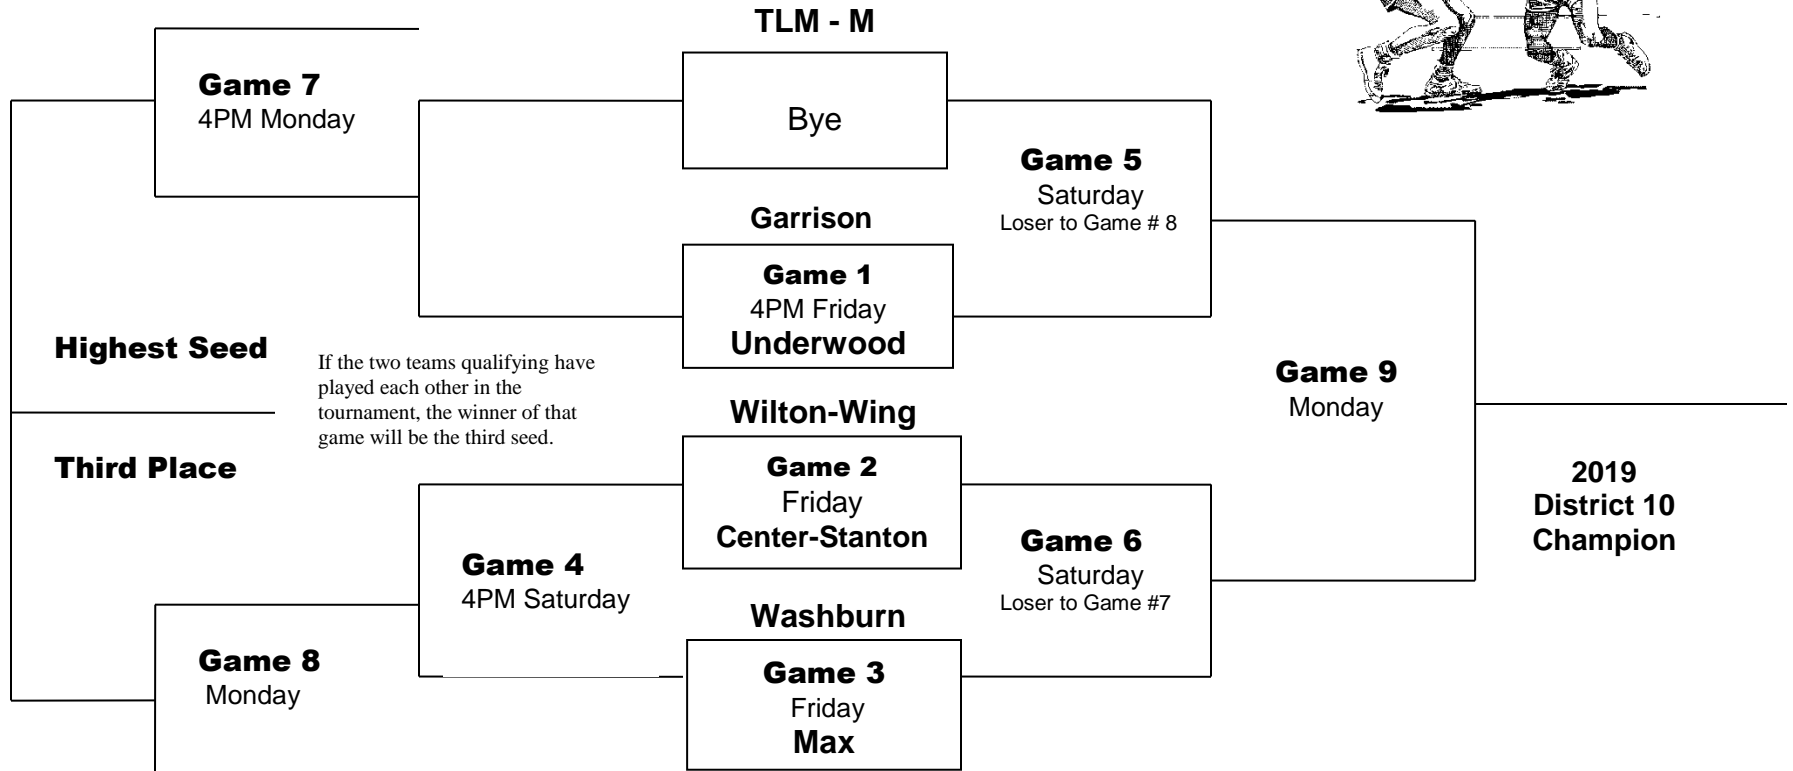 TLM - M
Game 7
4PM Monday
Bye
Game 5
Saturday
Loser to Game # 8
Garrison
Game 1
4PM Friday
Underwood
Highest Seed
If the two teams qualifying have
played each other in the
tournament, the winner of that
game will be the third seed.
Game 9
Monday
Wilton-Wing
Third Place
Game 2
Friday
Center-Stanton
2019
District 10
Champion
Game 4
4PM Saturday
Game 6
Saturday
Loser to Game #7
Washburn
Game 8
Monday
Game 3
Friday
Max